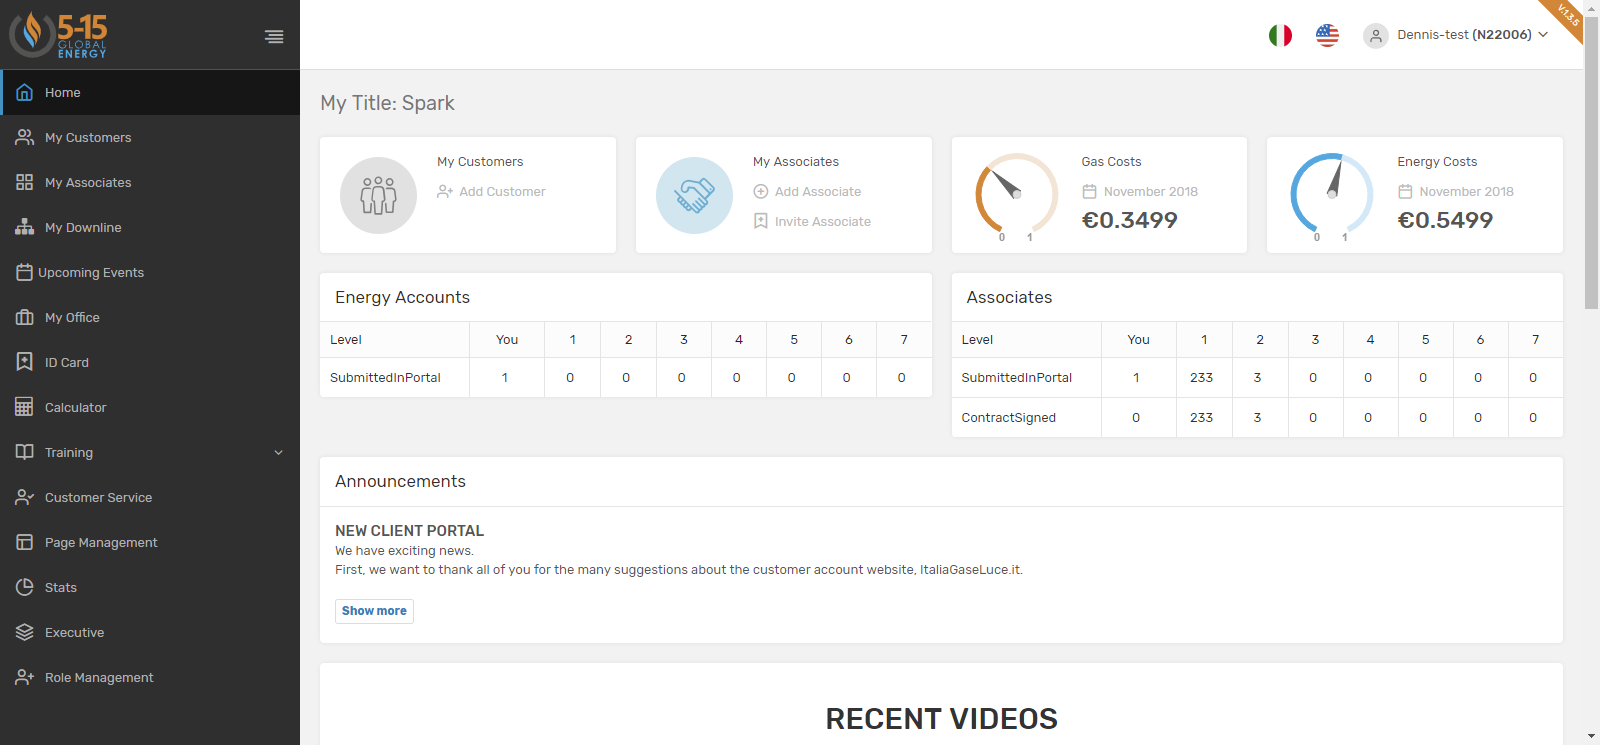 5-15
GLOBAL
ENERGY
Home
My Customers
My Associates
My Downline
Upcoming Events
My Office
ID Card
Calculator
Training
Customer Service
Page Management
Stats
Executive
Role Management
Dennis-test (N22006)
V.1.3.5
My Title: Spark
My Customers
Add Customer
My Associates
Add Associate
Invite Associate
Gas Costs
November 2018
€0.3499
0 1
Energy Costs
November 2018
€0.5499
0 1
Energy Accounts
Level You 1 2 3 4 5 6 7
SubmittedInPortal 1 0 0 0 0 0 0 0
Associates
Level You 1 2 3 4 5 6 7
SubmittedInPortal 1 233 3 0 0 0 0 0
ContractSigned 0 233 3 0 0 0 0 0
Announcements
NEW CLIENT PORTAL
We have exciting news.
First, we want to thank all of you for the many suggestions about the customer account website, ItaliaGaseLuce.it.
Show more
RECENT VIDEOS